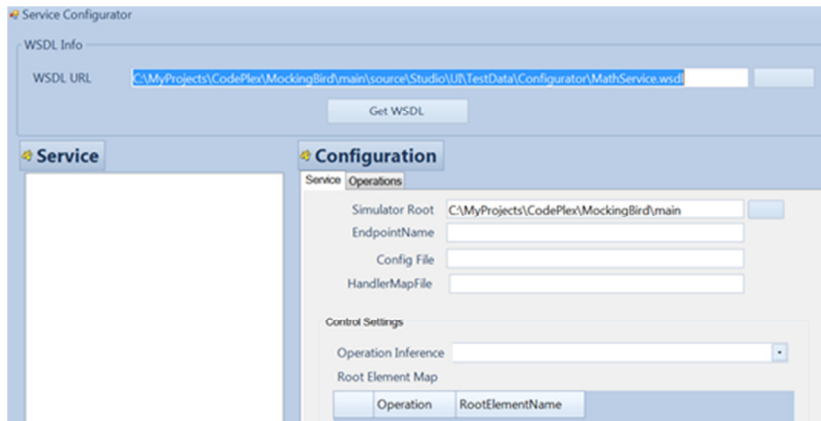 Service Configurator
WSDL Info
WSDL URL C:\MyProjects\CodePlex\MockingBird\main\source\Studio\UI\TestData\Configurator\MathService.wsdl
Get WSDL
Service
Configuration
Service Operations
Simulator Root C:\MyProjects\CodePlex\MockingBird\main
EndpointName
Config File
HandlerMapFile
Control Settings
Operation Inference
Root Element Map
Operation RootElementName